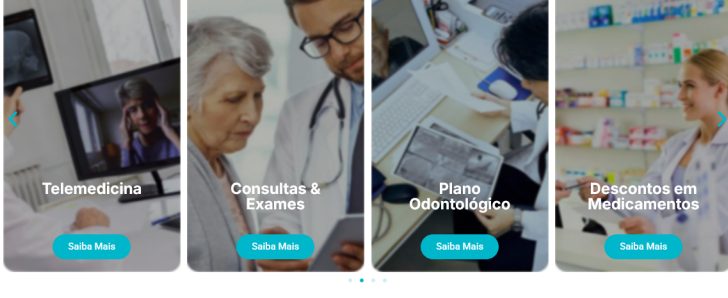 Telemedicina
Saiba Mais
Consultas &
Exames
Saiba Mais
Plano
Odontológico
Saiba Mais
Descontos em
Medicamentos
Saiba Mais